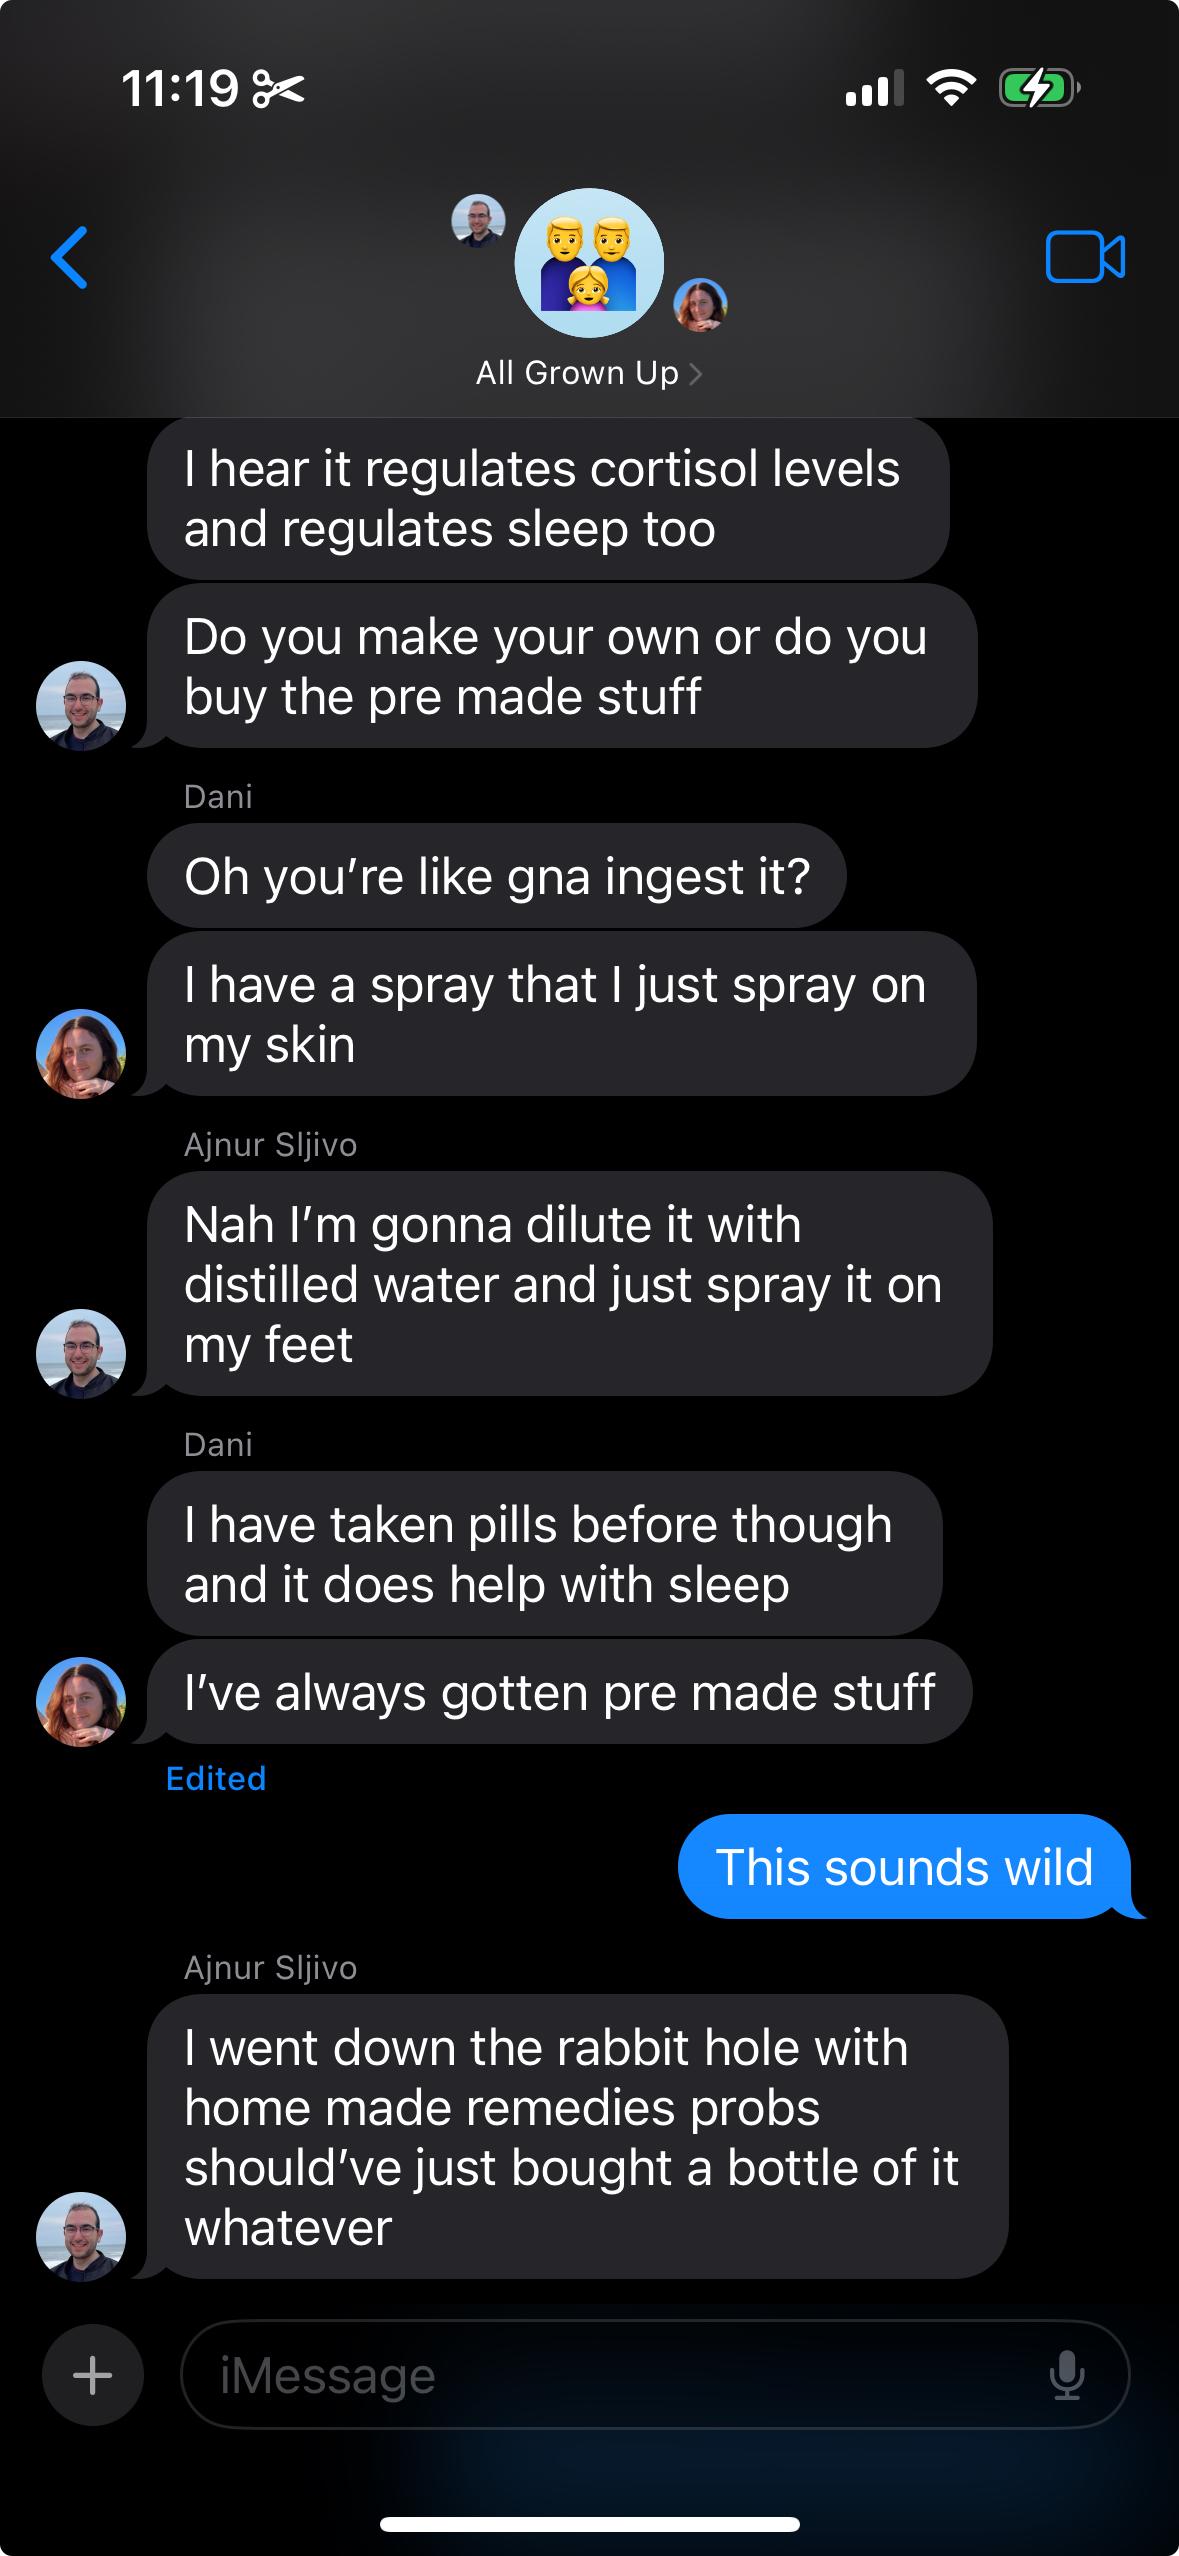 11:19
All Grown Up
I hear it regulates cortisol levels
and regulates sleep too
Do you make your own or do you
buy the pre made stuff
Dani
Oh you’re like gna ingest it?
I have a spray that I just spray on
my skin
Ajnur Sljivo
Nah I’m gonna dilute it with
distilled water and just spray it on
my feet
Dani
I have taken pills before though
and it does help with sleep
I’ve always gotten pre made stuff
Edited
This sounds wild
Ajnur Sljivo
I went down the rabbit hole with
home made remedies probs
should’ve just bought a bottle of it
whatever
iMessage